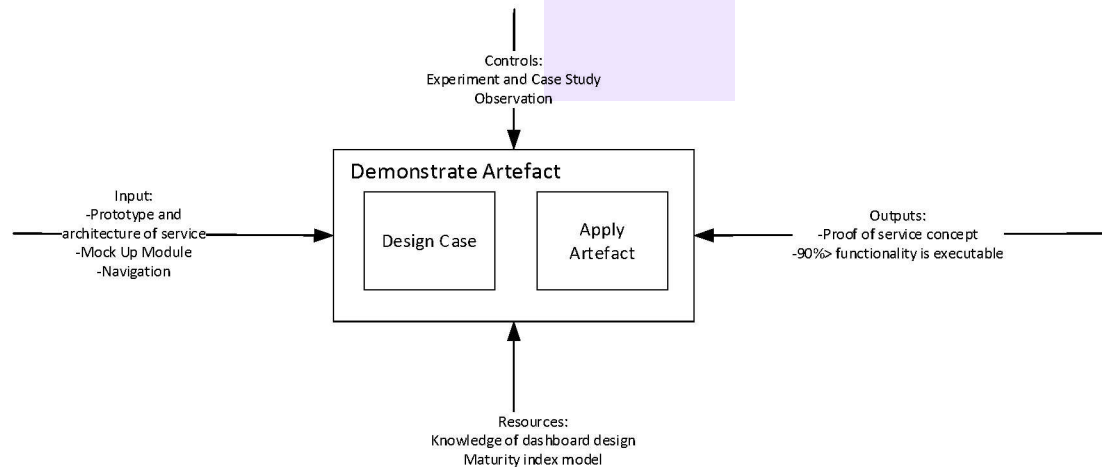 Controls:
Experiment and Case Study
Observation
Demonstrate Artefact
Design Case
Apply
Artefact
Input:
-Prototype and
architecture of service
-Mock Up Module
-Navigation
Outputs:
-Proof of service concept
-90%> functionality is executable
Resources:
Knowledge of dashboard design
Maturity index model